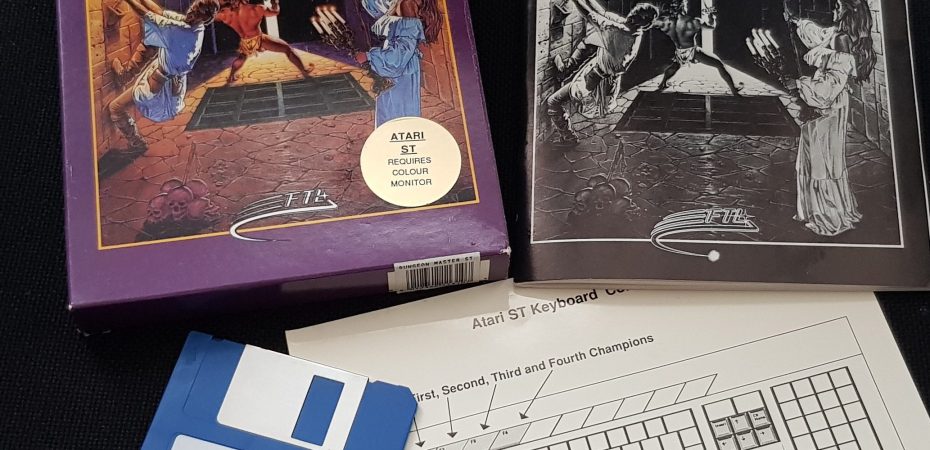 ATARI
ST
REQUIRES
COLOUR
MONITOR
FTL
DUNGEON MASTER ST
FTL
Atari ST Keyboard
First, Second, Third and Fourth Champions